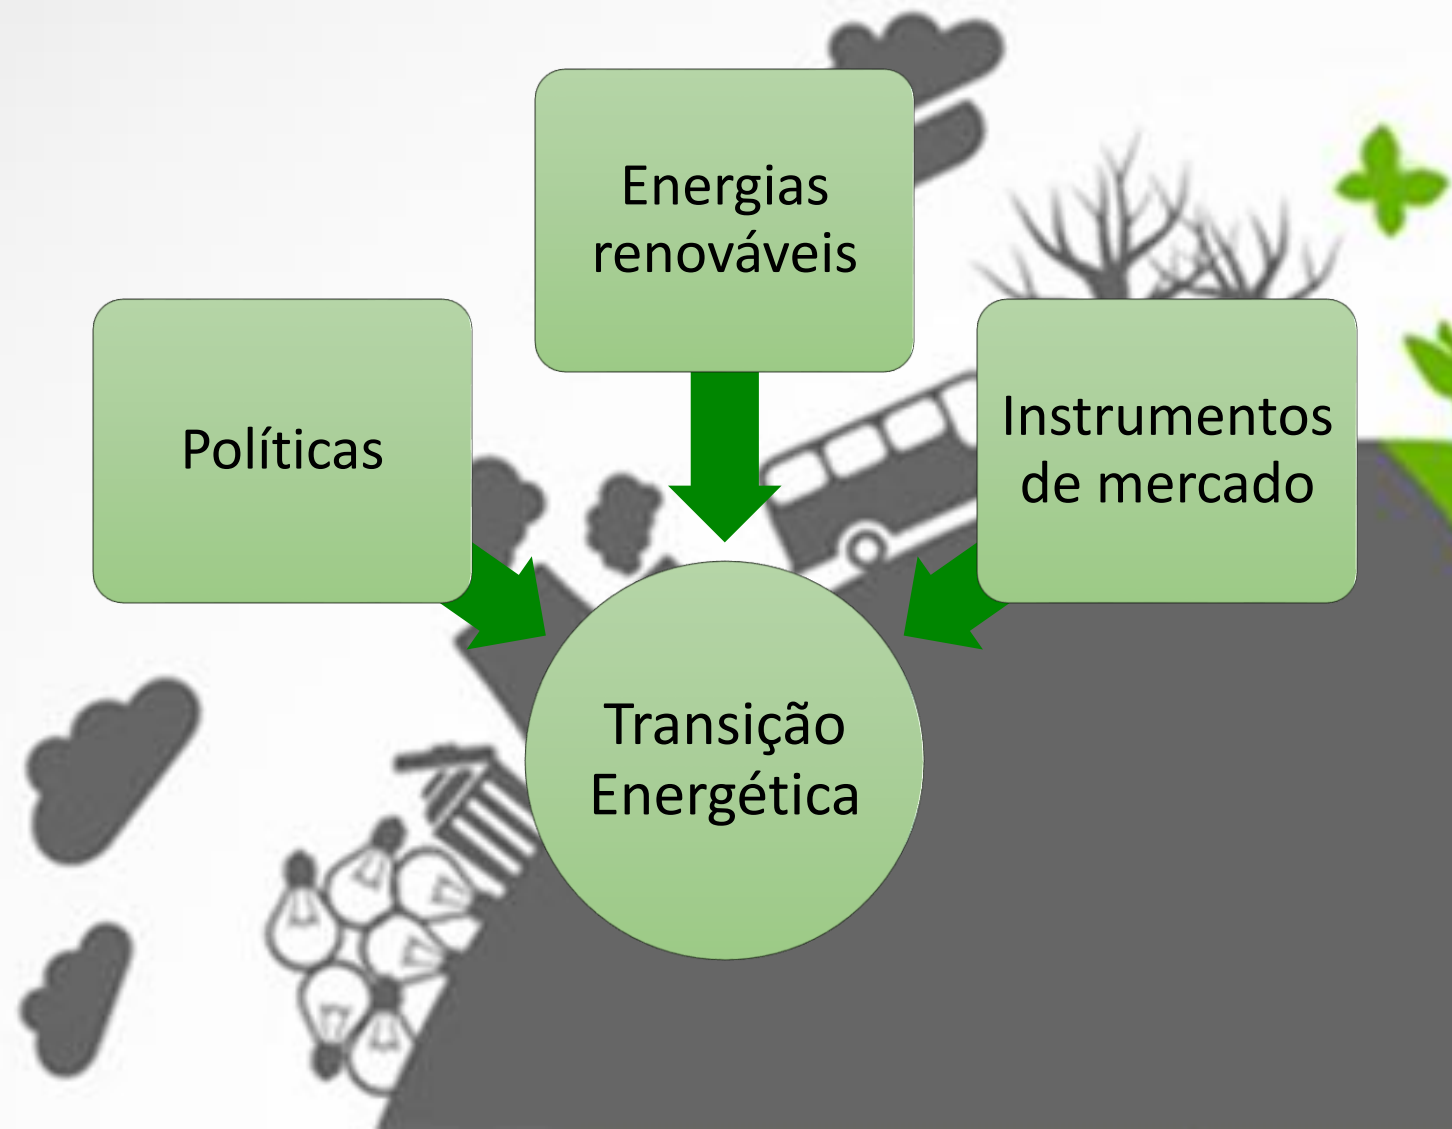 Energias
renováveis
Políticas
Instrumentos
de mercado
Transição
Energética